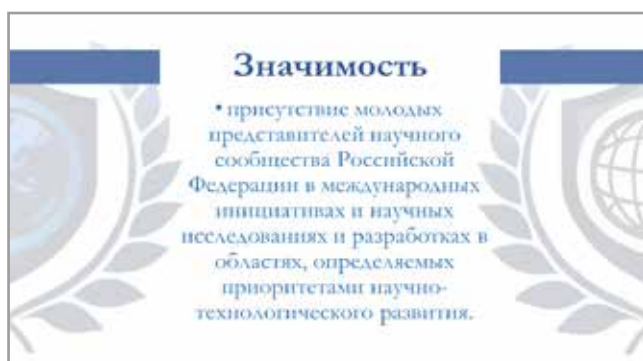 Значимость
• присутствие молодых
представителей научного
сообщества Российской
Федерации в международных
инициативах и научных
исследованиях и разработках в
областях, определяемых
приоритетами научно-
технологического развития.